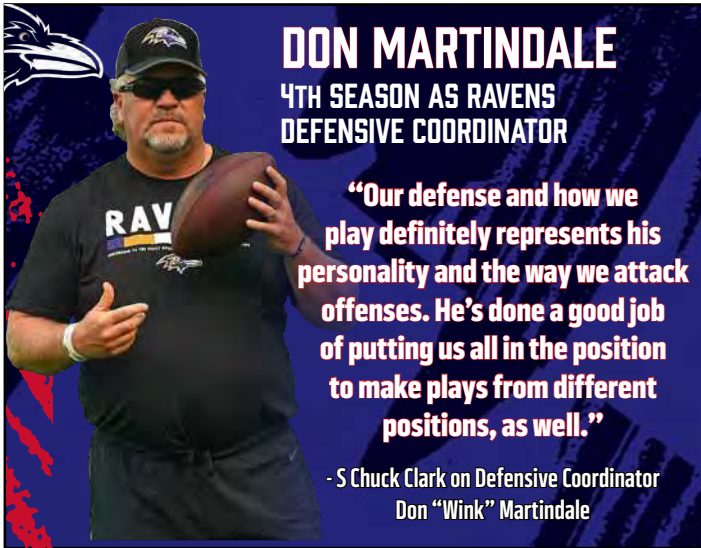 DON MARTINDALE
4TH SEASON AS RAVENS
DEFENSIVE COORDINATOR
RAV
“Our defense and how we
play definitely represents his
personality and the way we attack
offenses. He’s done a good job
of putting us all in the position
to make plays from different
positions, as well.”
- S Chuck Clark on Defensive Coordinator
Don “Wink” Martindale